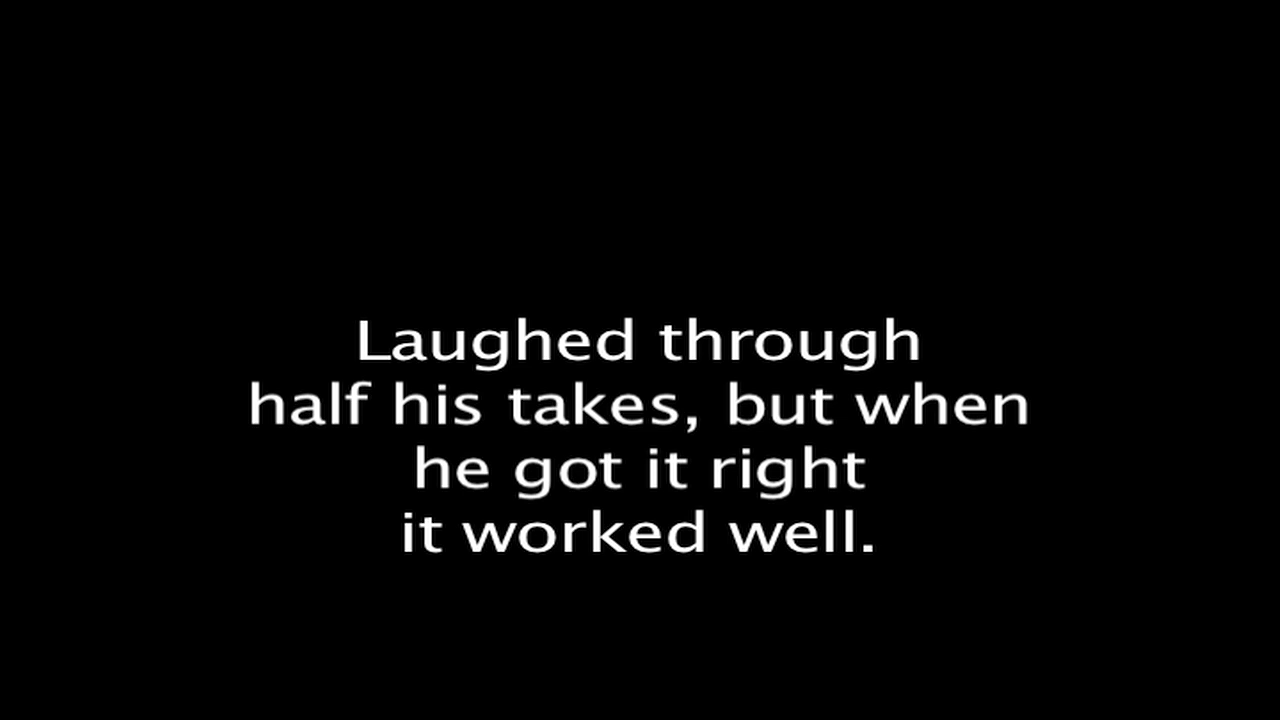 Laughed through
half his takes, but when
he got it right
it worked well.